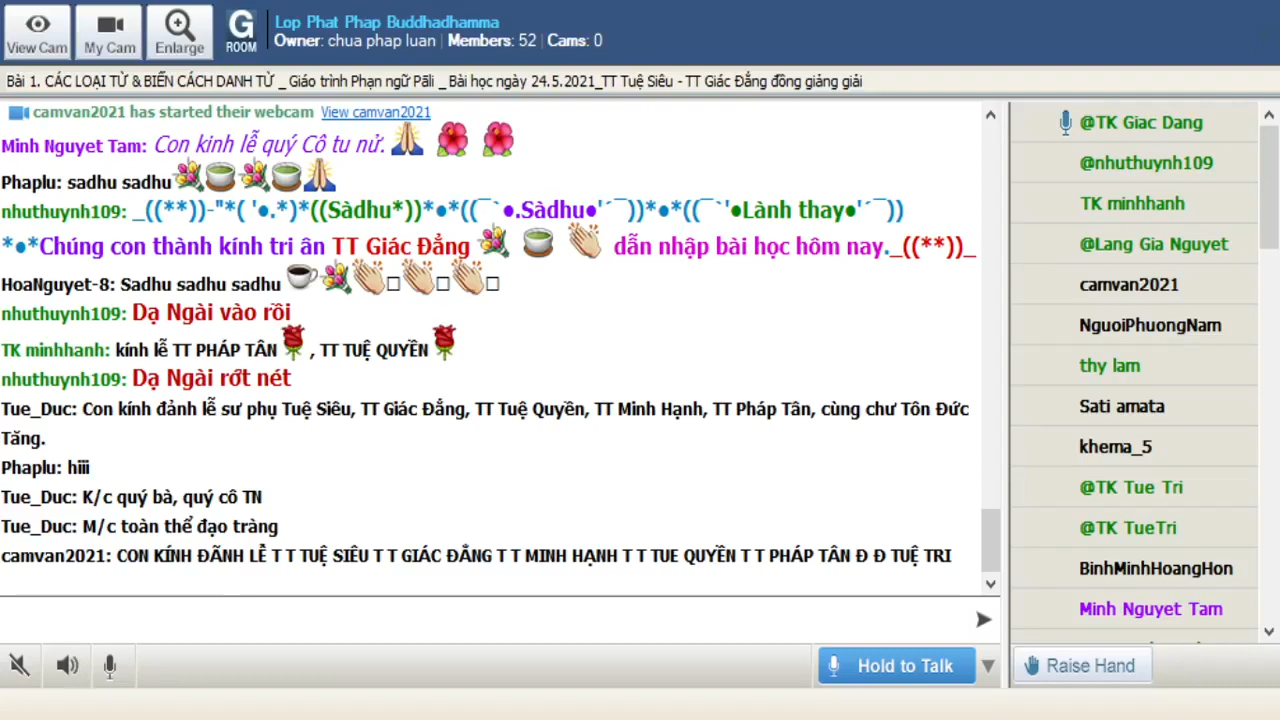 View Cam
My Cam
Enlarge
G
ROOM
Lop Phat Phap Buddhadhamma
Owner: chua phap luan | Members: 52 | Cams: 0
Bài 1. CÁC LOẠI TỪ & BIẾN CÁCH DANH TỪ _ Giáo trình Phạn ngữ Pāli _ Bài học ngày 24.5.2021_TT Tuệ Siêu - TT Giác Đẳng đồng giảng giải
camvan2021 has started their webcam View camvan2021
Minh Nguyet Tam: Con kinh lễ quý Cô tu nử.
Phaplu: sadhu sadhu
nhuthuynh109: _((**))-"*( '●.*)*((Sàdhu*))*●*((¯`●.Sàdhu●'´¯))*●*((¯`'●Lành thay●'´¯))
*●*Chúng con thành kính tri ân TT Giác Đẳng dẫn nhập bài học hôm nay._((**))_
HoaNguyet-8: Sadhu sadhu sadhu
nhuthuynh109: Dạ Ngài vào rồi
TK minhhanh: kính lễ TT PHÁP TÂN , TT TUỆ QUYỀN
nhuthuynh109: Dạ Ngài rớt nét
Tue_Duc: Con kính đảnh lễ sư phụ Tuệ Siêu, TT Giác Đẳng, TT Tuệ Quyền, TT Minh Hạnh, TT Pháp Tân, cùng chư Tôn Đức
Tăng.
Phaplu: hiii
Tue_Duc: K/c quý bà, quý cô TN
Tue_Duc: M/c toàn thể đạo tràng
camvan2021: CON KÍNH ĐÃNH LỄ T T TUỆ SIÊU T T GIÁC ĐẲNG T T MINH HẠNH T T TUE QUYỀN T T PHÁP TÂN Đ Đ TUỆ TRI
@TK Giac Dang
@nhuthuynh109
TK minhhanh
@Lang Gia Nguyet
camvan2021
NguoiPhuongNam
thy lam
Sati amata
khema_5
@TK Tue Tri
@TK TueTri
BinhMinhHoangHon
Minh Nguyet Tam
Hold to Talk
Raise Hand